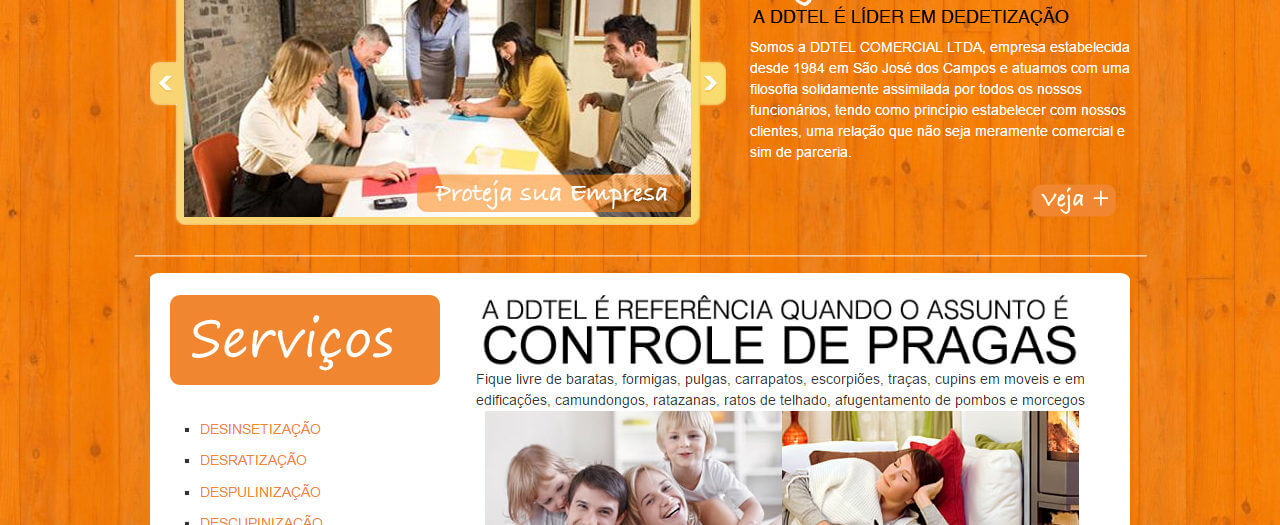 A DDTEL É LÍDER EM DEDETIZAÇÃO
Somos a DDTEL COMERCIAL LTDA, empresa estabelecida
desde 1984 em São José dos Campos e atuamos com uma
filosofia solidamente assimilada por todos os nossos
funcionários, tendo como princípio estabelecer com nossos
clientes, uma relação que não seja meramente comercial e
sim de parceria.
Proteja sua Empresa
Veja +
Serviços
DESINSETIZAÇÃO
DESRATIZAÇÃO
DESPULINIZAÇÃO
DESCUPINIZAÇÃO
A DDTEL É REFERÊNCIA QUANDO O ASSUNTO É
CONTROLE DE PRAGAS
Fique livre de baratas, formigas, pulgas, carrapatos, escorpiões, traças, cupins em moveis e em
edificações, camundongos, ratazanas, ratos de telhado, afugentamento de pombos e morcegos